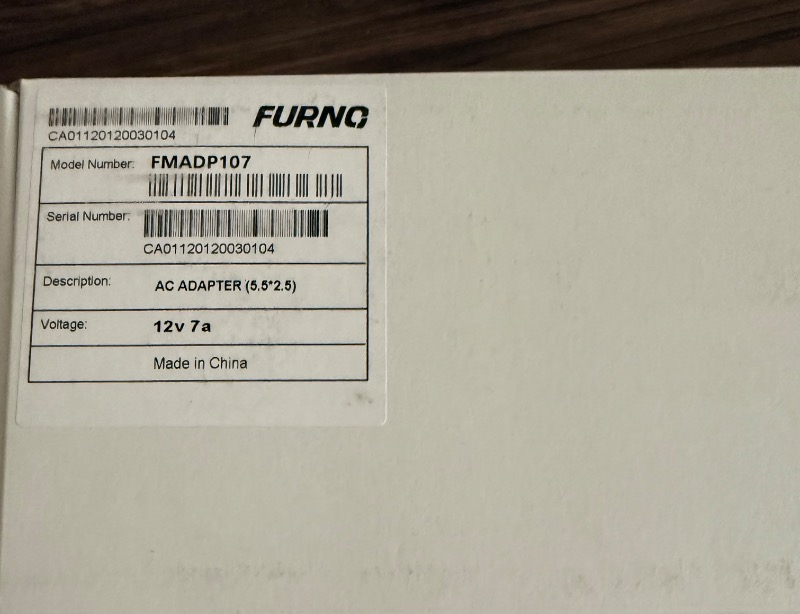 FURNO
CA01120120030104
Model Number: FMADP107
Serial Number:
CA01120120030104
Description: AC ADAPTER (5.5*2.5)
Voltage: 12v 7a
Made in China